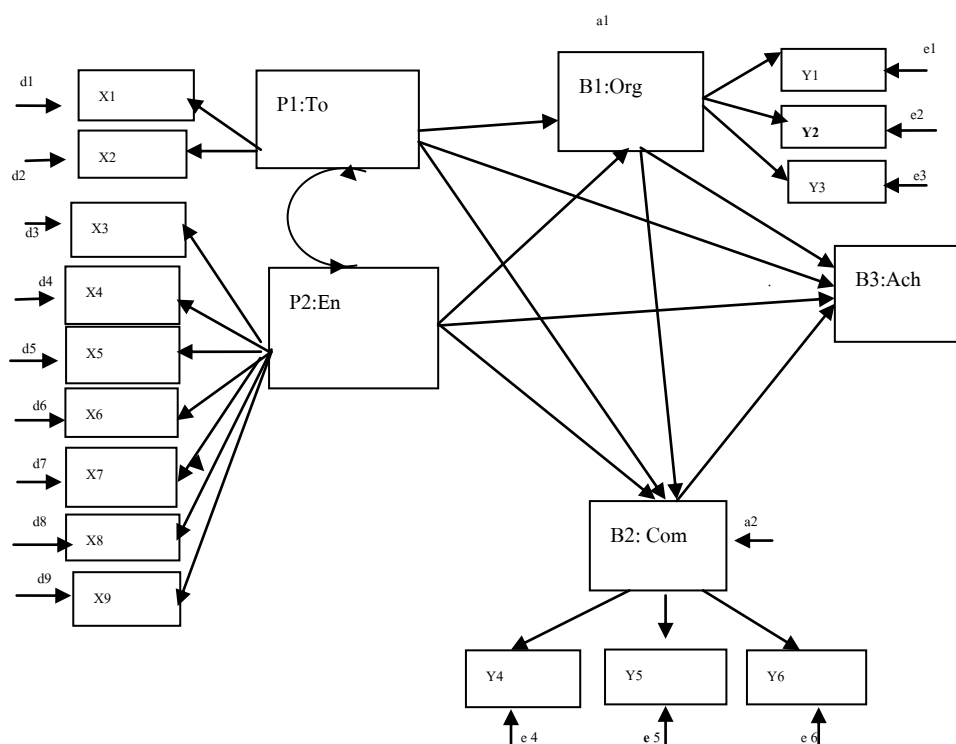 a1
e1
d1
X1
P1:To
B1:Org
Y1
e2
Y2
X2
d2
Y3
e3
d3
X3
B3:Ach
d4
X4
P2:En
d5
X5
d6
X6
d7
X7
d8
X8
B2: Com
a2
d9
X9
Y4
Y5
Y6
e 4
e 5
e 6